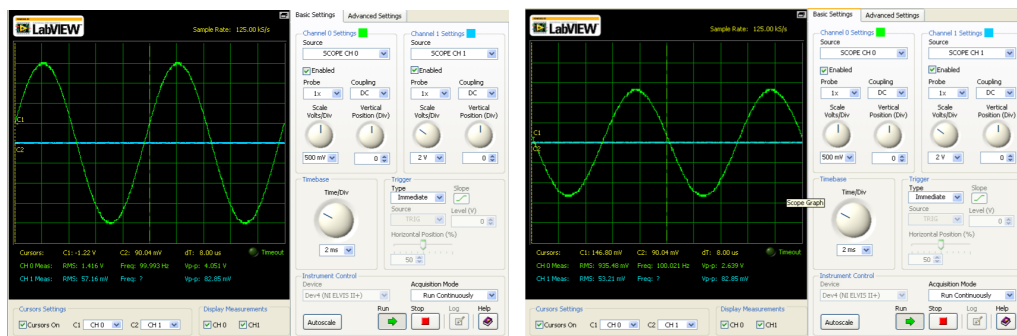 LabVIEW
Sample Rate: 125.00 kS/s
C1
C2
Cursors: C1: -1.22 V C2: 90.04 mV dT: 8.00 us Timeout
CH 0 Meas: RMS: 1.416 V Freq: 99.993 Hz Vp-p: 4.051 V
CH 1 Meas: RMS: 57.16 mV Freq: ? Vp-p: 82.85 mV
Cursors Settings Display Measurements
Cursors On C1 CH 0 C2 CH 1 CH 0 CH1
Basic Settings Advanced Settings
Channel 0 Settings Channel 1 Settings
Source Source
SCOPE CH 0 SCOPE CH 1
Enabled Enabled
Probe Coupling Probe Coupling
1x DC 1x DC
Scale Vertical Scale Vertical
Volts/Div Position (Div) Volts/Div Position (Div)
500 mV 0 2 V 0
Timebase Trigger
Time/Div Type Slope
Immediate
Source Level (V)
TRIG 0
Horizontal Position (%)
2 ms 50
Instrument Control
Device Acquisition Mode
Dev4 (NI ELVIS II+) Run Continuously
Run Stop Log Help
Autoscale
LabVIEW
Sample Rate: 125.00 kS/s
C1
C2
Scope Graph
Cursors: C1: 146.80 mV C2: 90.04 mV dT: 8.00 us Timeout
CH 0 Meas: RMS: 935.48 mV Freq: 100.021 Hz Vp-p: 2.639 V
CH 1 Meas: RMS: 53.21 mV Freq: ? Vp-p: 82.85 mV
Cursors Settings Display Measurements
Cursors On C1 CH 0 C2 CH 1 CH 0 CH1
Basic Settings Advanced Settings
Channel 0 Settings Channel 1 Settings
Source Source
SCOPE CH 0 SCOPE CH 1
Enabled Enabled
Probe Coupling Probe Coupling
1x DC 1x DC
Scale Vertical Scale Vertical
Volts/Div Position (Div) Volts/Div Position (Div)
500 mV 0 2 V 0
Timebase Trigger
Time/Div Type Slope
Immediate
Source Level (V)
TRIG 0
Horizontal Position (%)
2 ms 50
Instrument Control
Device Acquisition Mode
Dev4 (NI ELVIS II+) Run Continuously
Run Stop Log Help
Autoscale